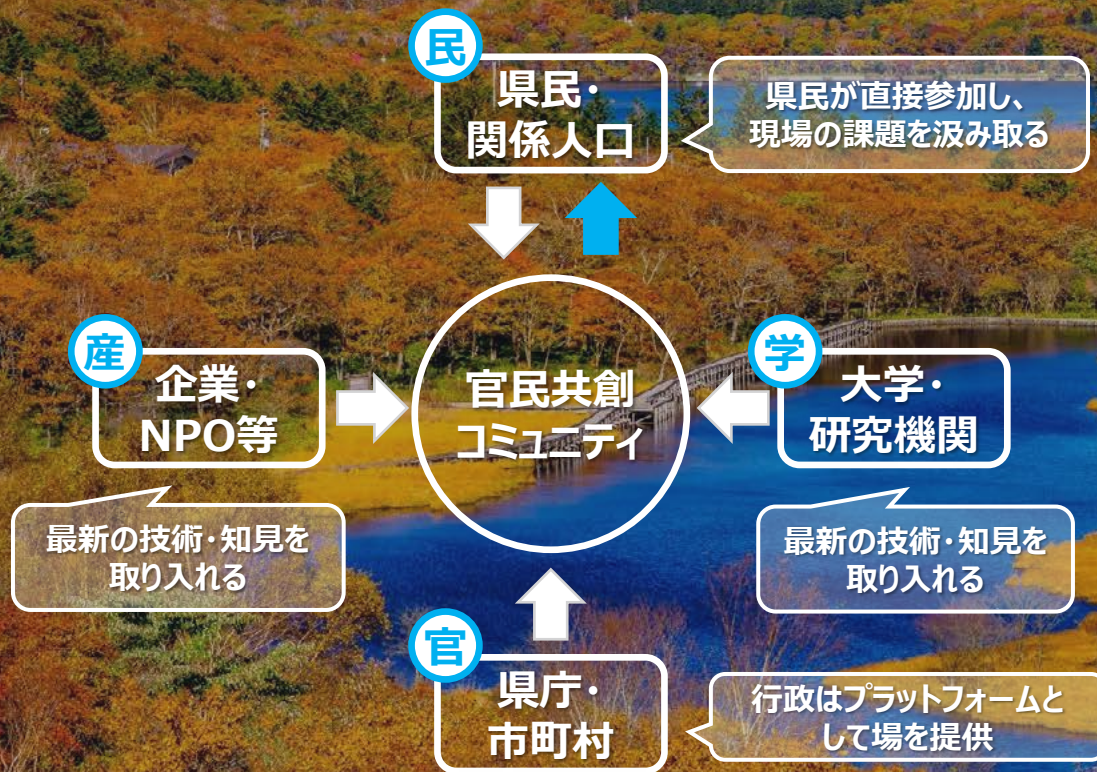 民
県民・
関係人口
県民が直接参加し、
現場の課題を汲み取る
産
企業・
NPO等
官民共創
コミュニティ
学
大学・
研究機関
最新の技術・知見を
取り入れる
最新の技術・知見を
取り入れる
官
県庁・
市町村
行政はプラットフォームと
して場を提供